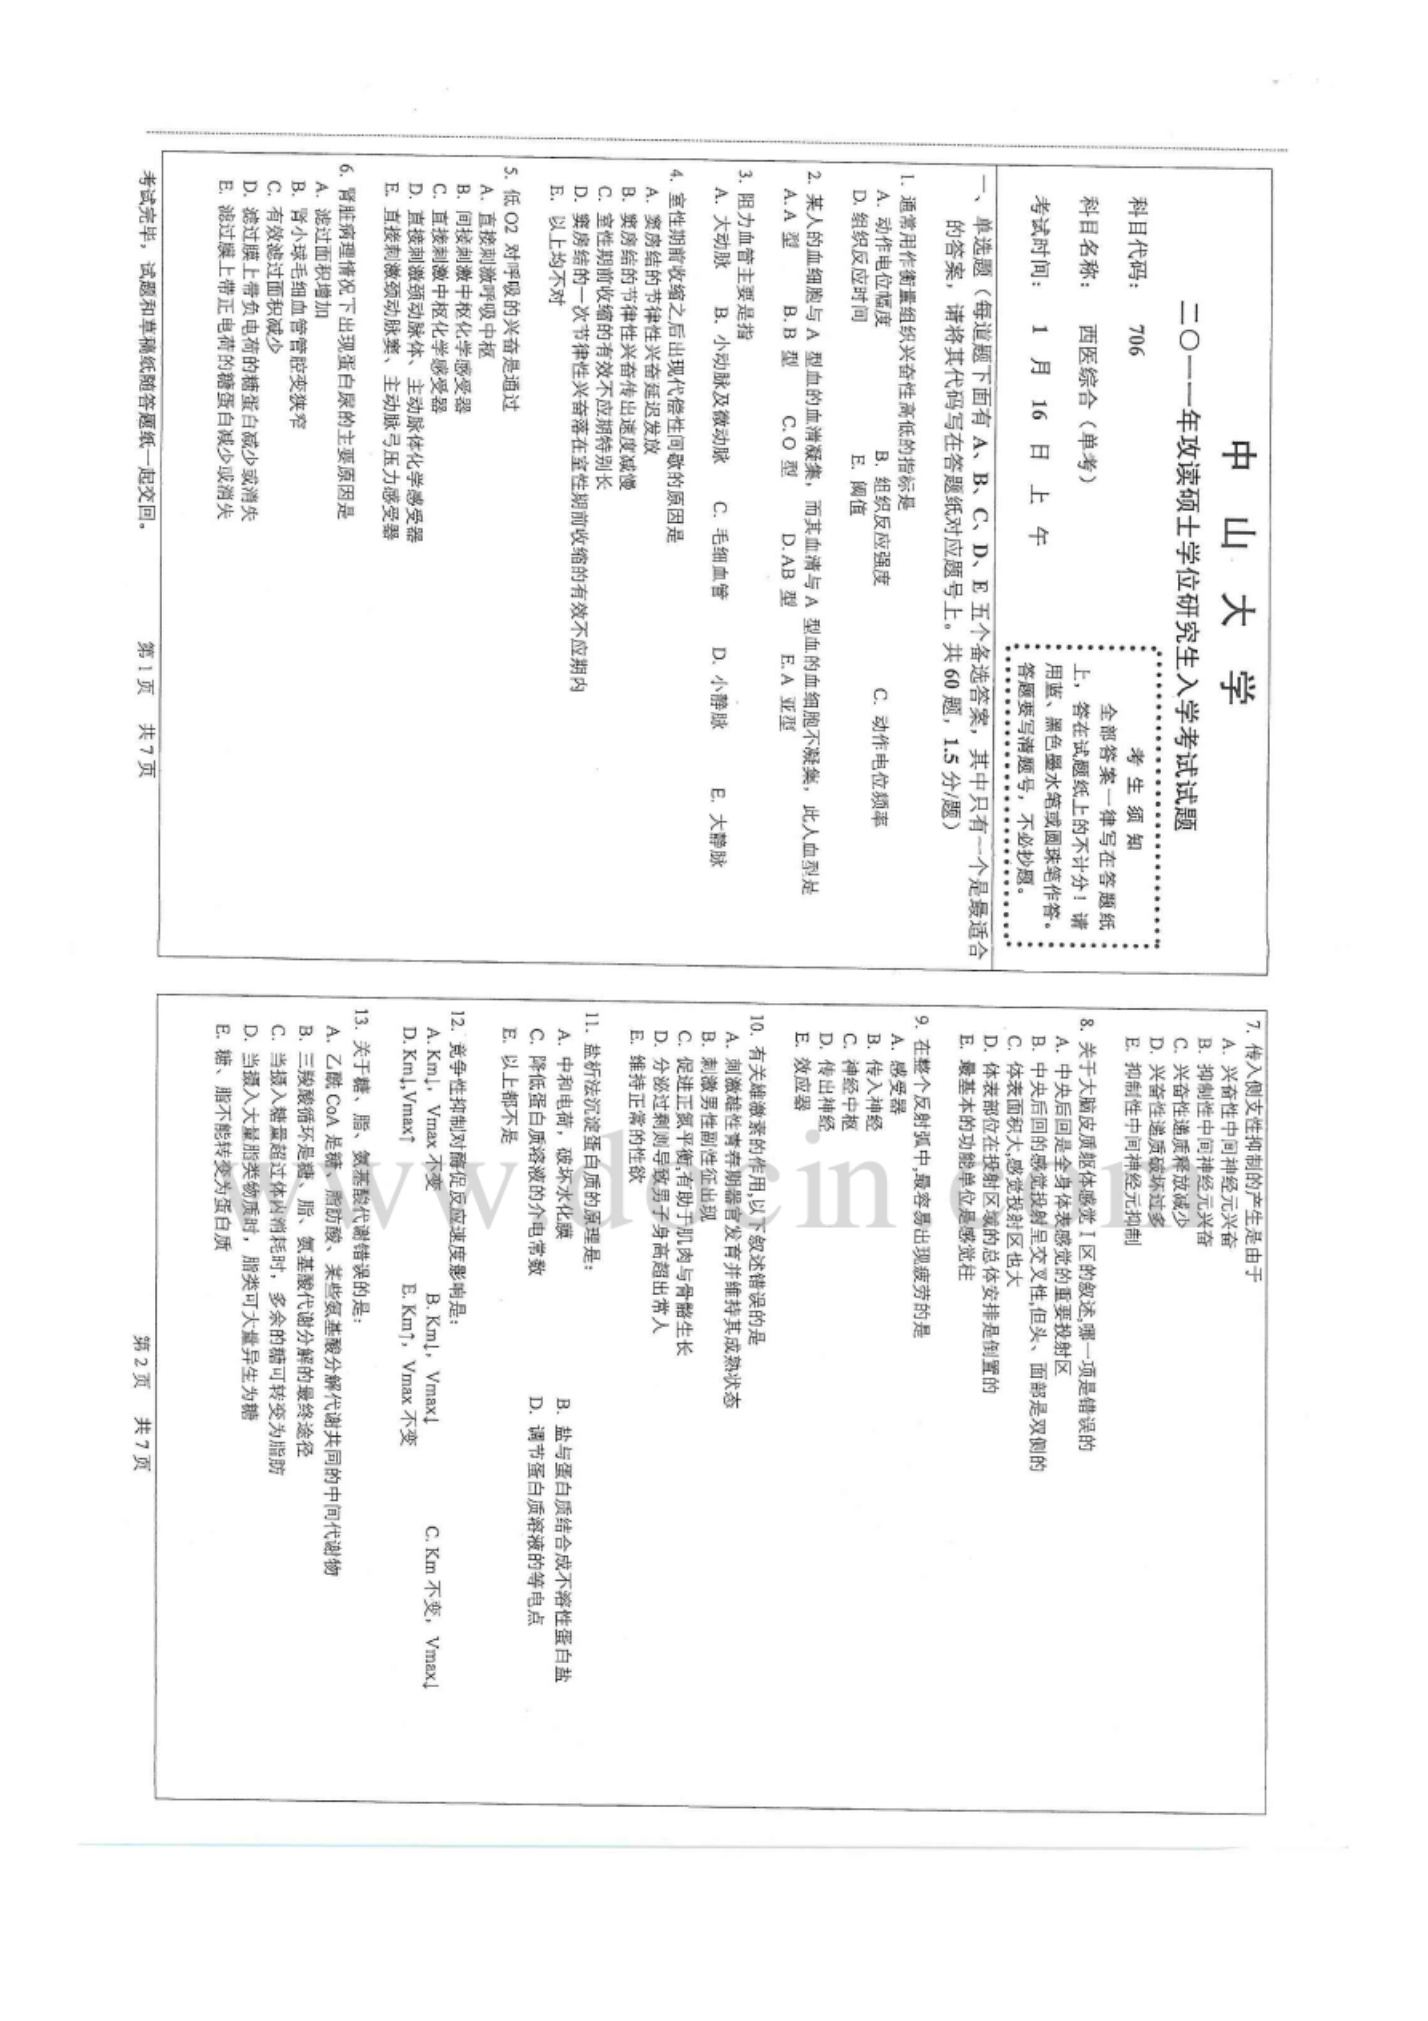 中 山 大 学
二〇一一年攻读硕士学位研究生入学考试试题
科目代码： 706
科目名称： 西医综合（单考）
考试时间： 1 月 16 日 上 午
考 生 须 知
全部答案一律写在答题纸
上，答在试题纸上的不计分！请
用蓝、黑色墨水笔或圆珠笔作答。
答题要写清题号，不必抄题。
一、单选题（每道题下面有 A、B、C、D、E 五个备选答案，其中只有一个是最适合
的答案，请将其代码写在答题纸对应题号上。共 60 题，1.5 分/题）
1. 通常用作衡量组织兴奋性高低的指标是
A. 动作电位幅度 B. 组织反应强度 C. 动作电位频率
D. 组织反应时间 E. 阈值
2. 某人的血细胞与 A 型血的血清凝集，而其血清与 A 型血的血细胞不凝集，此人血型是
A. A 型 B. B 型 C. O 型 D. AB 型 E. A 亚型
3. 阻力血管主要是指
A. 大动脉 B. 小动脉及微动脉 C. 毛细血管 D. 小静脉 E. 大静脉
4. 室性期前收缩之后出现代偿性间歇的原因是
A. 窦房结的节律性兴奋延迟发放
B. 窦房结的节律性兴奋传出速度减慢
C. 室性期前收缩的有效不应期特别长
D. 窦房结的一次节律性兴奋落在室性期前收缩的有效不应期内
E. 以上均不对
5. 低 O2 对呼吸的兴奋是通过
A. 直接刺激呼吸中枢
B. 间接刺激中枢化学感受器
C. 直接刺激中枢化学感受器
D. 直接刺激颈动脉体、主动脉体化学感受器
E. 直接刺激颈动脉窦、主动脉弓压力感受器
6. 肾脏病理情况下出现蛋白尿的主要原因是
A. 滤过面积增加
B. 肾小球毛细血管管腔变狭窄
C. 有效滤过面积减少
D. 滤过膜上带负电荷的糖蛋白减少或消失
E. 滤过膜上带正电荷的糖蛋白减少或消失
考试完毕，试题和草稿纸随答题纸一起交回。 第 1 页 共 7 页
7. 传入侧支性抑制的产生是由于
A. 兴奋性中间神经元兴奋
B. 抑制性中间神经元兴奋
C. 兴奋性递质释放减少
D. 兴奋性递质破坏过多
E. 抑制性中间神经元抑制
8. 关于大脑皮质躯体感觉 I 区的叙述,哪一项是错误的
A. 中央后回是全身体表感觉的重要投射区
B. 中央后回的感觉投射呈交叉性,但头、面部是双侧的
C. 体表面积大,感觉投射区也大
D. 体表部位在投射区域的总体安排是倒置的
E. 最基本的功能单位是感觉柱
9. 在整个反射弧中,最容易出现疲劳的是
A. 感受器
B. 传入神经
C. 神经中枢
D. 传出神经
E. 效应器
10. 有关雄激素的作用,以下叙述错误的是
A. 刺激雄性青春期器官发育并维持其成熟状态
B. 刺激男性副性征出现
C. 促进正氮平衡,有助于肌肉与骨骼生长
D. 分泌过剩则导致男子身高超出常人
E. 维持正常的性欲
11. 盐析法沉淀蛋白质的原理是：
A. 中和电荷，破坏水化膜 B. 盐与蛋白质结合成不溶性蛋白盐
C. 降低蛋白质溶液的介电常数 D. 调节蛋白质溶液的等电点
E. 以上都不是
12. 竞争性抑制对酶促反应速度影响是：
A. Km↓，Vmax 不变 B. Km↓，Vmax↓ C. Km 不变，Vmax↓
D. Km↓,Vmax↑ E. Km↑，Vmax 不变
13. 关于糖、脂、氨基酸代谢错误的是：
A. 乙酰 CoA 是糖、脂肪酸、某些氨基酸分解代谢共同的中间代谢物
B. 三羧酸循环是糖、脂、氨基酸代谢分解的最终途径
C. 当摄入糖量超过体内消耗时，多余的糖可转变为脂肪
D. 当摄入大量脂类物质时，脂类可大量异生为糖
E. 糖、脂不能转变为蛋白质
第 2 页 共 7 页